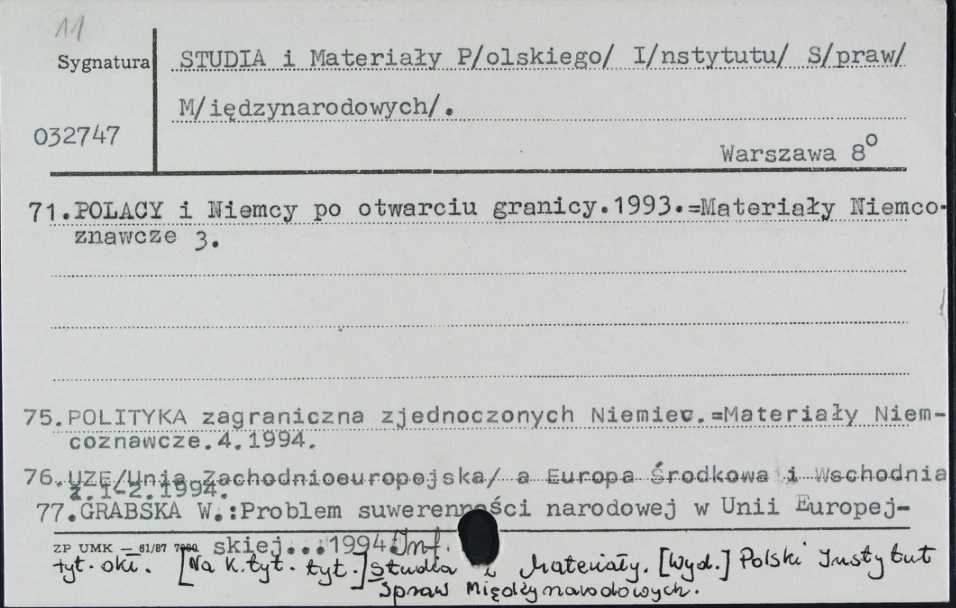 11
Sygnatura STUDIA i Materiały P/olskiego/ I/nstytutu/ S/praw/
M/iędzynarodowych/.
032747
Warszawa 8°
71.POLACY i Niemcy po otwarciu granicy.1993.=Materiały Niemco-
znawcze 3.
75.POLITYKA zagraniczna zjednoczonych Niemiec.=Materiały Niem-
coznawcze.4.1994.
76.UZE/Unia Zachodnioeuropejska/ a Europa Środkowa i Wschodnia
z.1-2.1994.
77.GRABSKA W.:Problem suwerenności narodowej w Unii Europej-
skiej...1994.Inf.
ZP UMK — 61/87 7000
tyt. okł. [Na k.tyt. tyt.] Studia i Materiały. [Wyd.] Polski Instytut
Spraw Międzynarodowych.